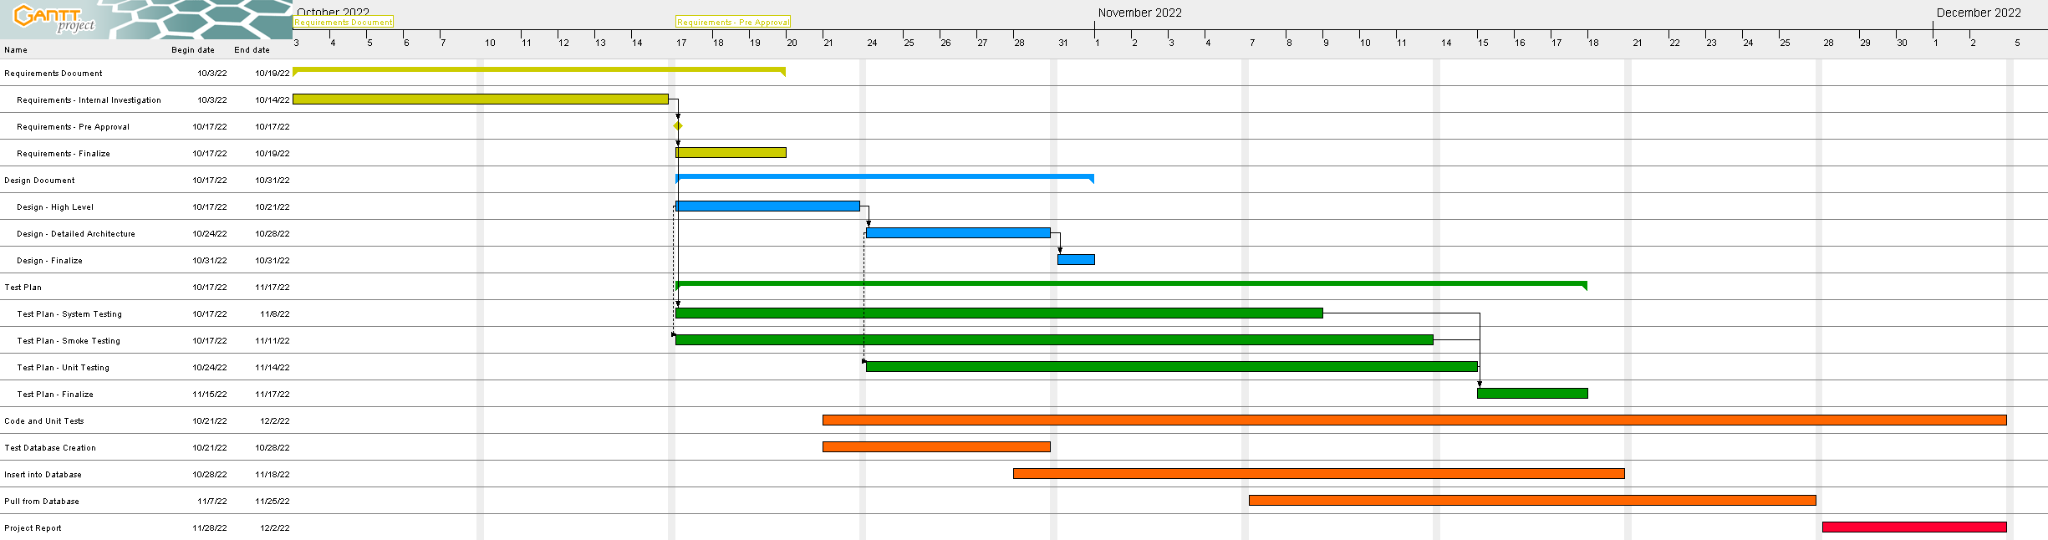 GANTT project
October 2022 November 2022 December 2022
Requirements Document Requirements - Pre Approval
Name Begin date End date 3 4 5 6 7 10 11 12 13 14 17 18 19 20 21 24 25 26 27 28 31 1 2 3 4 7 8 9 10 11 14 15 16 17 18 21 22 23 24 25 28 29 30 1 2 5
Requirements Document 10/3/22 10/19/22
Requirements - Internal Investigation 10/3/22 10/14/22
Requirements - Pre Approval 10/17/22 10/17/22
Requirements - Finalize 10/17/22 10/19/22
Design Document 10/17/22 10/31/22
Design - High Level 10/17/22 10/21/22
Design - Detailed Architecture 10/24/22 10/28/22
Design - Finalize 10/31/22 10/31/22
Test Plan 10/17/22 11/17/22
Test Plan - System Testing 10/17/22 11/8/22
Test Plan - Smoke Testing 10/17/22 11/11/22
Test Plan - Unit Testing 10/24/22 11/14/22
Test Plan - Finalize 11/15/22 11/17/22
Code and Unit Tests 10/21/22 12/2/22
Test Database Creation 10/21/22 10/28/22
Insert into Database 10/28/22 11/18/22
Pull from Database 11/7/22 11/25/22
Project Report 11/28/22 12/2/22